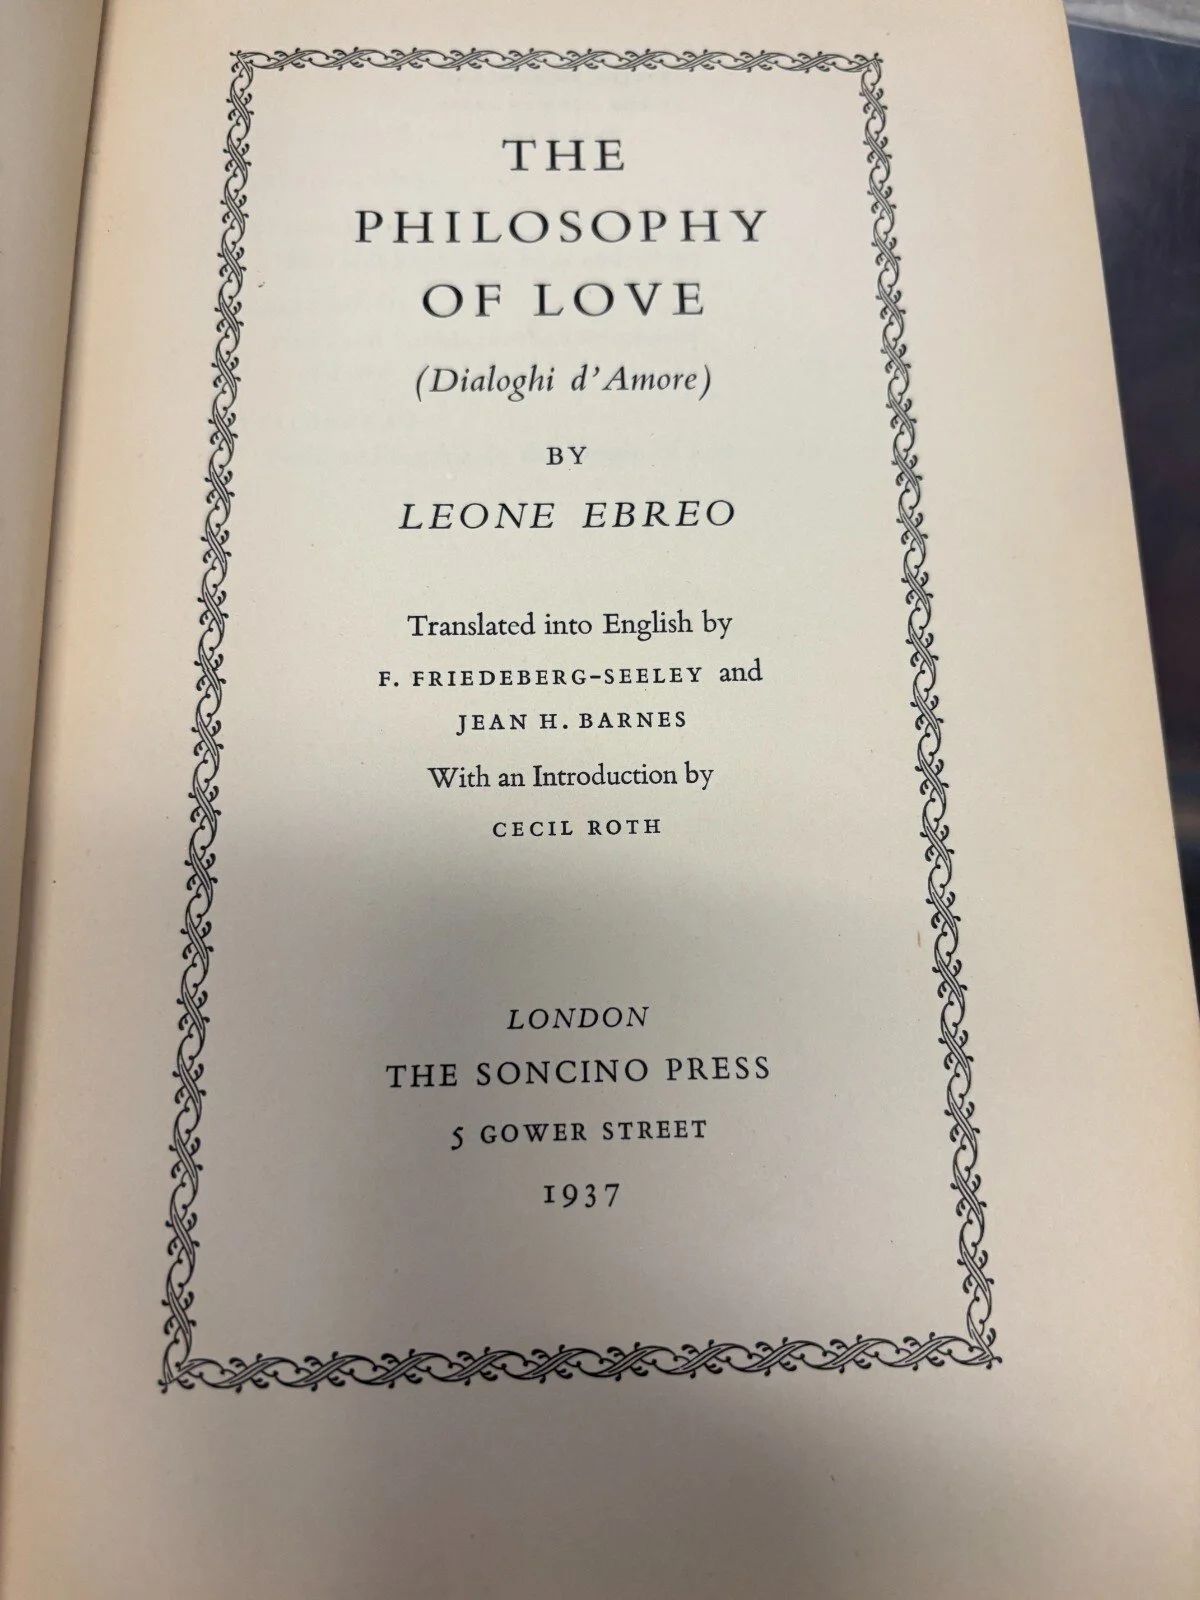 THE
PHILOSOPHY
OF LOVE
(Dialoghi d'Amore)
BY
LEONE EBREO
Translated into English by
F. FRIEDEBERG-SEELEY and
JEAN H. BARNES
With an Introduction by
CECIL ROTH
LONDON
THE SONCINO PRESS
5 GOWER STREET
1937